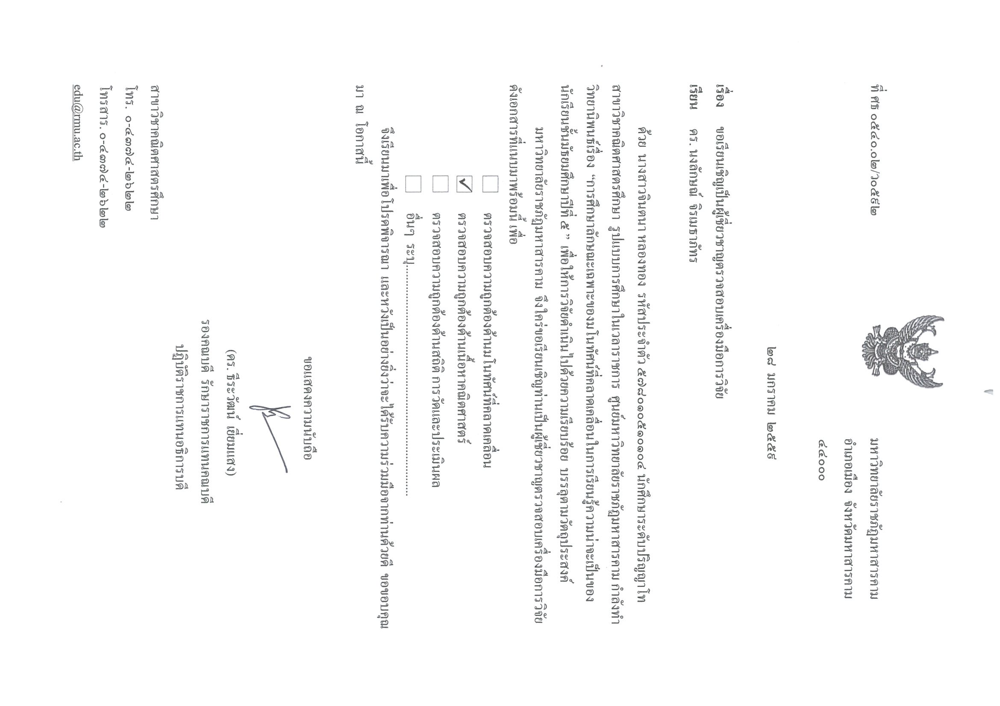 ที่ ศธ ๐๕๔๐.๐๒/ว๐๕๙๒
มหาวิทยาลัยราชภัฏมหาสารคาม
อำเภอเมือง จังหวัดมหาสารคาม
๔๔๐๐๐
๒๘ มกราคม ๒๕๕๙
เรื่อง ขอเรียนเชิญเป็นผู้เชี่ยวชาญตรวจสอบเครื่องมือการวิจัย
เรียน ดร. นงลักษณ์ จิรเมธาภัทร
ด้วย นางสาวจินตนา หลองทอง รหัสประจำตัว ๕๗๘๐๑๐๕๑๐๑๐๔ นักศึกษาระดับปริญญาโท
สาขาวิชาคณิตศาสตรศึกษา รูปแบบการศึกษาในเวลาราชการ ศูนย์มหาวิทยาลัยราชภัฏมหาสารคาม กำลังทำ
วิทยานิพนธ์เรื่อง “การศึกษาลักษณะเฉพาะของมโนทัศน์ที่คลาดเคลื่อนในการเรียนรู้ความน่าจะเป็นของ
นักเรียนชั้นมัธยมศึกษาปีที่ ๕ ” เพื่อให้การวิจัยดำเนินไปด้วยความเรียบร้อย บรรลุตามวัตถุประสงค์
มหาวิทยาลัยราชภัฏมหาสารคาม จึงใคร่ขอเรียนเชิญท่านเป็นผู้เชี่ยวชาญตรวจสอบเครื่องมือการวิจัย
ดังเอกสารที่แนบมาพร้อมนี้ เพื่อ
ตรวจสอบความถูกต้องด้านมโนทัศน์ที่คลาดเคลื่อน
✓ ตรวจสอบความถูกต้องด้านเนื้อหาคณิตศาสตร์
ตรวจสอบความถูกต้องด้านสถิติ การวัดและประเมินผล
อื่นๆ ระบุ......................................................................
จึงเรียนมาเพื่อโปรดพิจารณา และหวังเป็นอย่างยิ่งว่าจะได้รับความร่วมมือจากท่านด้วยดี ขอขอบคุณ
มา ณ โอกาสนี้
ขอแสดงความนับถือ
(ดร. ธีระวัฒน์ เยี่ยมแสง)
รองคณบดี รักษาราชการแทนคณบดี
ปฏิบัติราชการแทนอธิการบดี
สาขาวิชาคณิตศาสตรศึกษา
โทร. ๐-๔๓๗๔-๒๖๒๒
โทรสาร. ๐-๔๓๗๔-๒๖๒๒
edu@rmu.ac.th